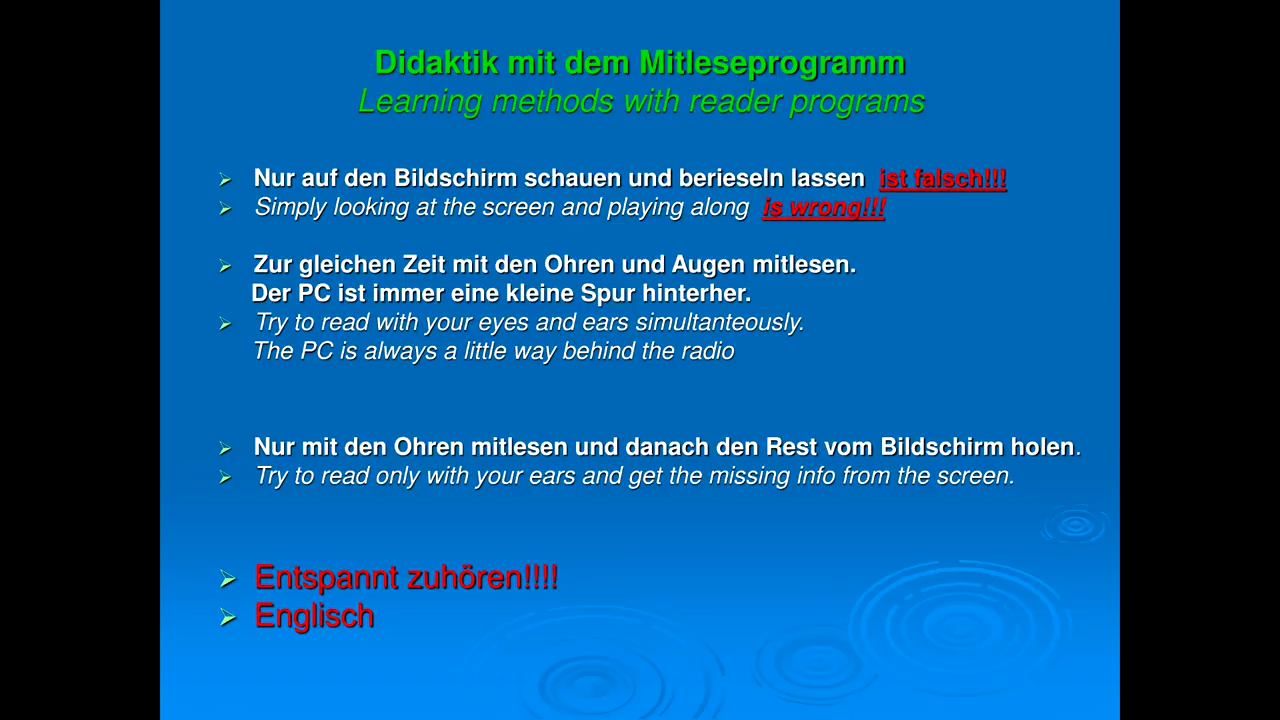 Didaktik mit dem Mitleseprogramm
Learning methods with reader programs
Nur auf den Bildschirm schauen und berieseln lassen ist falsch!!!
Simply looking at the screen and playing along is wrong!!!
Zur gleichen Zeit mit den Ohren und Augen mitlesen.
Der PC ist immer eine kleine Spur hinterher.
Try to read with your eyes and ears simultanteously.
The PC is always a little way behind the radio
Nur mit den Ohren mitlesen und danach den Rest vom Bildschirm holen.
Try to read only with your ears and get the missing info from the screen.
Entspannt zuhören!!!!
Englisch